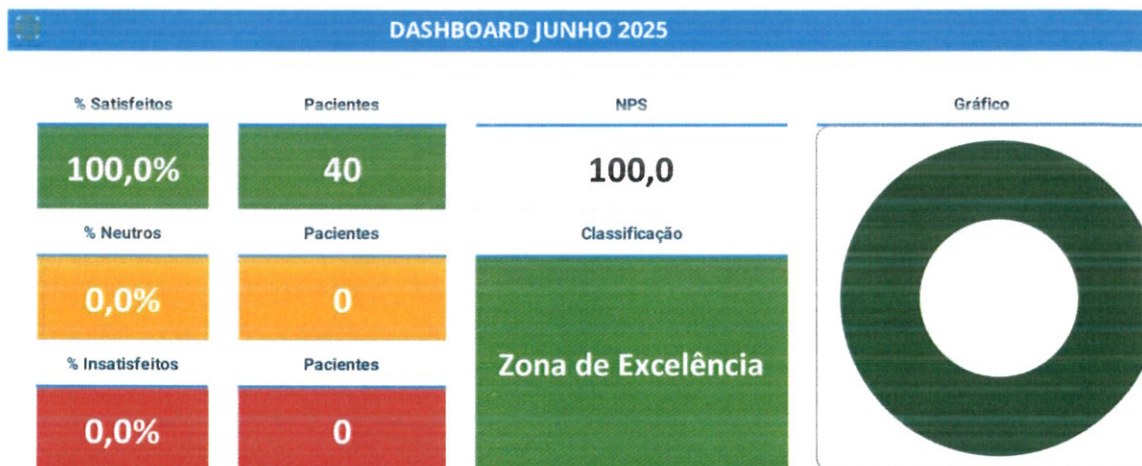 DASHBOARD JUNHO 2025
% Satisfeitos Pacientes NPS Gráfico
100,0% 40 100,0
% Neutros Pacientes Classificação
0,0% 0
% Insatisfeitos Pacientes Zona de Excelência
0,0% 0